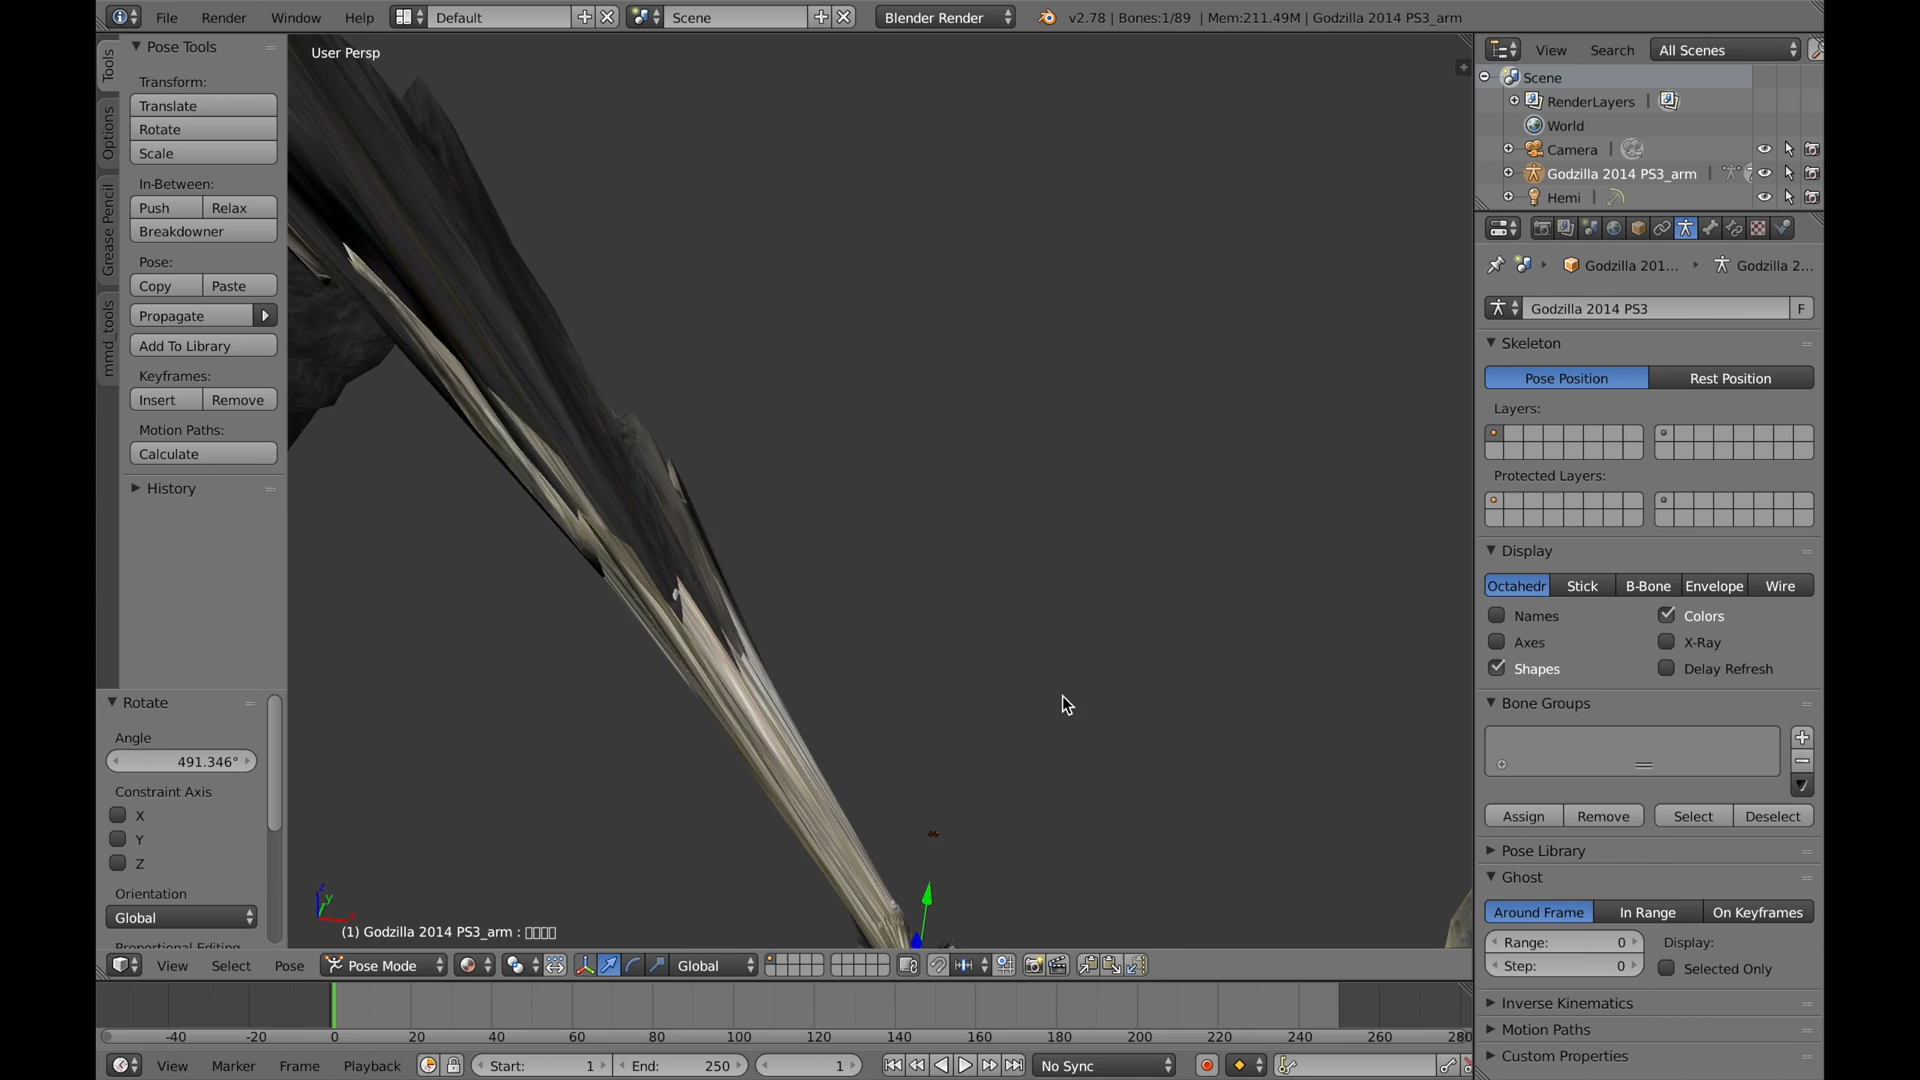 File Render Window Help Default Scene Blender Render v2.78 | Bones:1/89 | Mem:211.49M | Godzilla 2014 PS3_arm
Tools
Options
Grease Pencil
mmd_tools
Pose Tools
Transform:
Translate
Rotate
Scale
In-Between:
Push Relax
Breakdowner
Pose:
Copy Paste
Propagate
Add To Library
Keyframes:
Insert Remove
Motion Paths:
Calculate
History
Rotate
Angle
491.346°
Constraint Axis
X
Y
Z
Orientation
Global
Proportional Editing
User Persp
z
y
x
(1) Godzilla 2014 PS3_arm :
View Select Pose Pose Mode Global
-40 -20 0 20 40 60 80 100 120 140 160 180 200 220 240 260 280
View Marker Frame Playback Start: 1 End: 250 1 No Sync
View Search All Scenes
Scene
RenderLayers |
World
Camera |
Godzilla 2014 PS3_arm |
Hemi |
Godzilla 201... Godzilla 2...
Godzilla 2014 PS3 F
Skeleton
Pose Position Rest Position
Layers:
Protected Layers:
Display
Octahedr Stick B-Bone Envelope Wire
Names Colors
Axes X-Ray
Shapes Delay Refresh
Bone Groups
Assign Remove Select Deselect
Pose Library
Ghost
Around Frame In Range On Keyframes
Range: 0 Display:
Step: 0 Selected Only
Inverse Kinematics
Motion Paths
Custom Properties